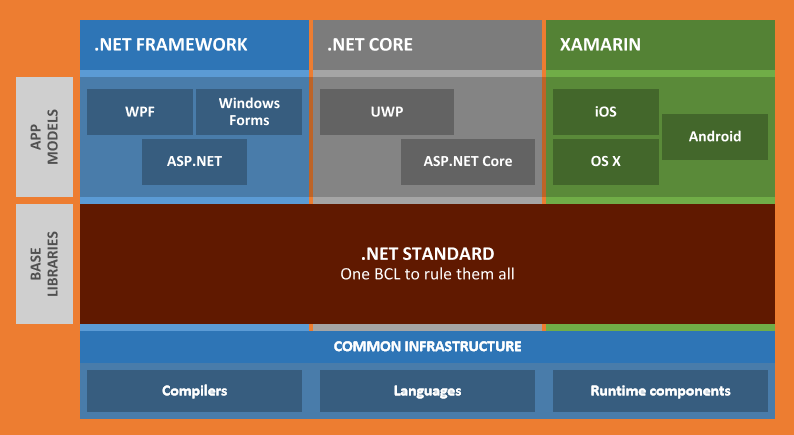 .NET FRAMEWORK
.NET CORE
XAMARIN
APP
MODELS
WPF
Windows
Forms
ASP.NET
UWP
ASP.NET Core
iOS
OS X
Android
BASE
LIBRARIES
.NET STANDARD
One BCL to rule them all
COMMON INFRASTRUCTURE
Compilers
Languages
Runtime components